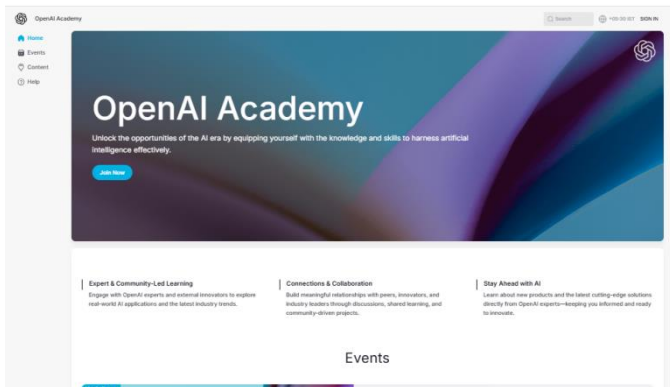 OpenAI Academy
Search
+05:30 IST
SIGN IN
Home
Events
Content
Help
OpenAI Academy
Unlock the opportunities of the AI era by equipping yourself with the knowledge and skills to harness artificial
intelligence effectively.
Join Now
Expert & Community-Led Learning
Engage with OpenAI experts and external innovators to explore
real-world AI applications and the latest industry trends.
Connections & Collaboration
Build meaningful relationships with peers, innovators, and
industry leaders through discussions, shared learning, and
community-driven projects.
Stay Ahead with AI
Learn about new products and the latest cutting-edge solutions
directly from OpenAI experts—keeping you informed and ready
to innovate.
Events